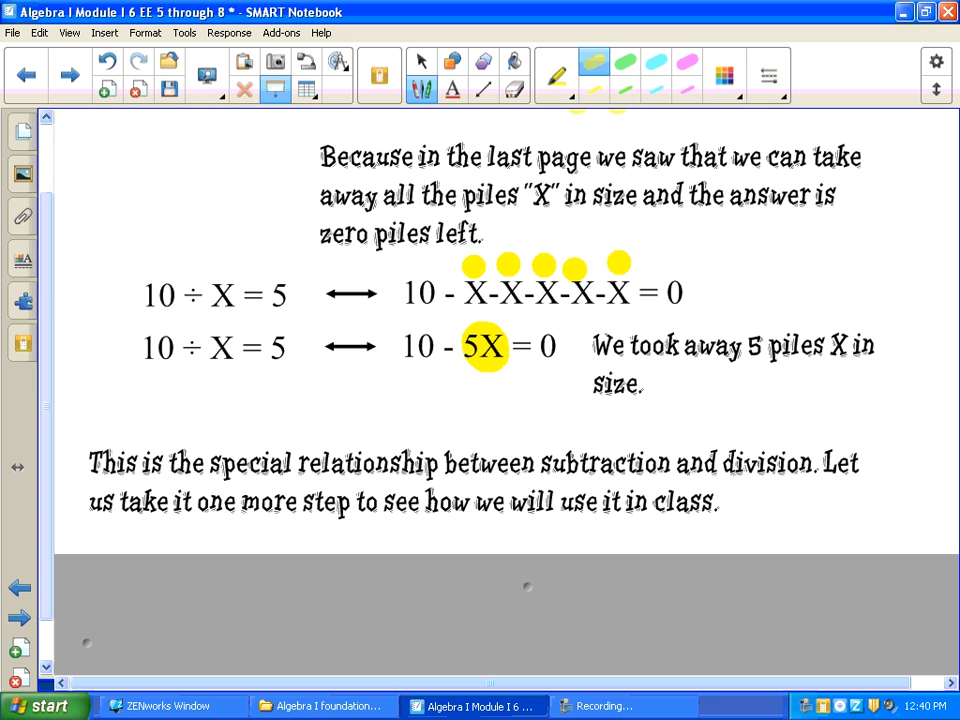 Algebra I Module I 6 EE 5 through 8 * - SMART Notebook
File Edit View Insert Format Tools Response Add-ons Help
Because in the last page we saw that we can take
away all the piles "X" in size and the answer is
zero piles left.
10 ÷ X = 5 10 - X-X-X-X-X = 0
10 ÷ X = 5 10 - 5X = 0 We took away 5 piles X in
size.
This is the special relationship between subtraction and division. Let
us take it one more step to see how we will use it in class.
start ZENworks Window Algebra I foundation... Algebra I Module I 6 ... Recording... 12:40 PM